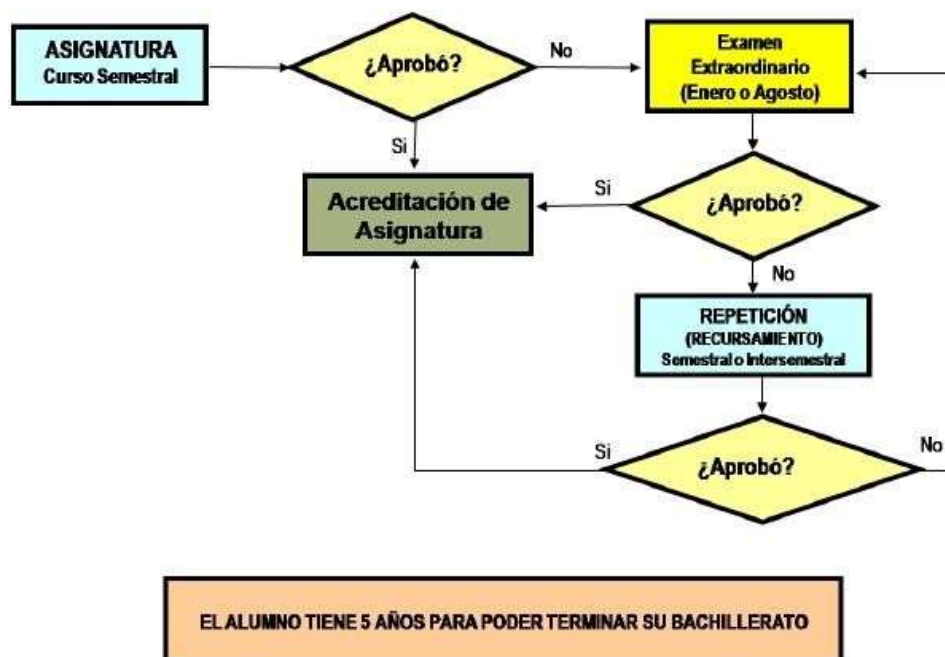 ASIGNATURA
Curso Semestral
¿Aprobó?
No
Examen
Extraordinario
(Enero o Agosto)
Si
Acreditación de
Asignatura
Si
¿Aprobó?
No
REPETICIÓN
(RECURSAMIENTO)
Semestral o Intersemestral
Si
¿Aprobó?
No
EL ALUMNO TIENE 5 AÑOS PARA PODER TERMINAR SU BACHILLERATO